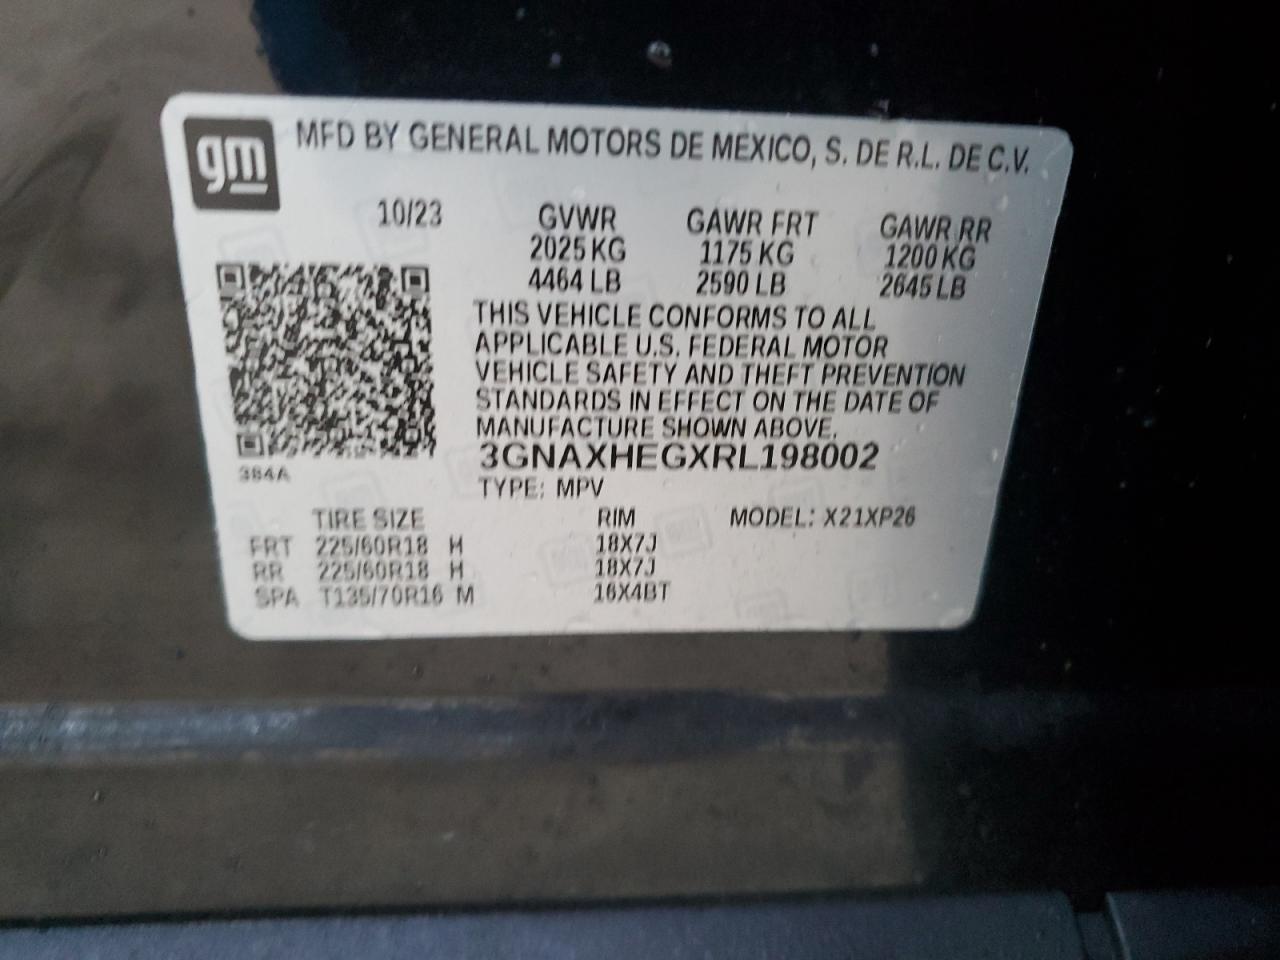 gm
MFD BY GENERAL MOTORS DE MEXICO, S. DE R.L. DE C.V.
10/23 GVWR GAWR FRT GAWR RR
2025 KG 1175 KG 1200 KG
4464 LB 2590 LB 2645 LB
THIS VEHICLE CONFORMS TO ALL
APPLICABLE U.S. FEDERAL MOTOR
VEHICLE SAFETY AND THEFT PREVENTION
STANDARDS IN EFFECT ON THE DATE OF
MANUFACTURE SHOWN ABOVE.
3GNAXHEGXRL198002
384A
TYPE: MPV
TIRE SIZE RIM MODEL: X21XP26
FRT 225/60R18 H 18X7J
RR 225/60R18 H 18X7J
SPA T135/70R16 M 16X4BT